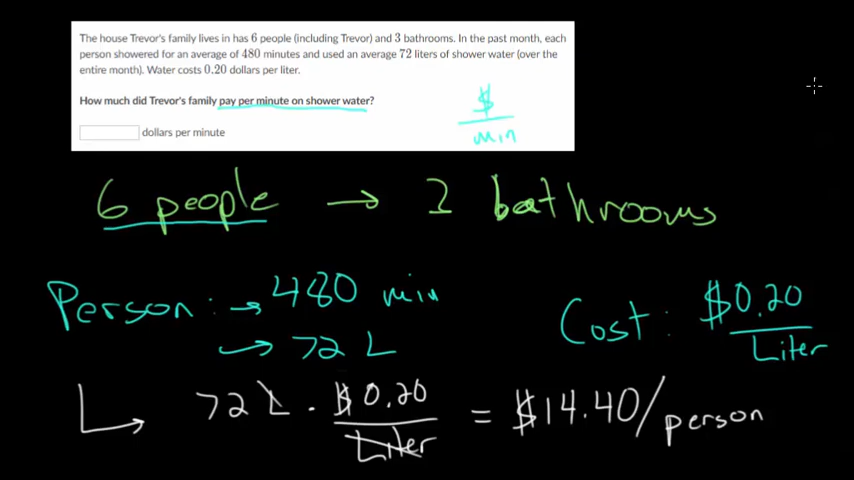 The house Trevor's family lives in has 6 people (including Trevor) and 3 bathrooms. In the past month, each
person showered for an average of 480 minutes and used an average 72 liters of shower water (over the
entire month). Water costs 0.20 dollars per liter.
How much did Trevor's family pay per minute on shower water?
$
min
dollars per minute
6 people → 2 bathrooms
Person: → 480 min
→ 72 L
Cost: $0.20
Liter
72 L · $0.20
Liter
= $14.40/person